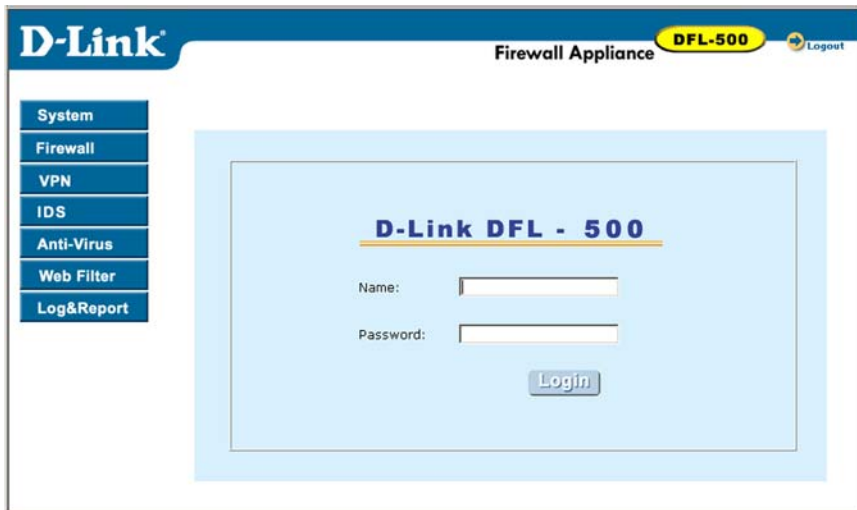 D-Link
Firewall Appliance
DFL-500
Logout
System
Firewall
VPN
IDS
Anti-Virus
Web Filter
Log&Report
D-Link DFL - 500
Name:
Password:
Login